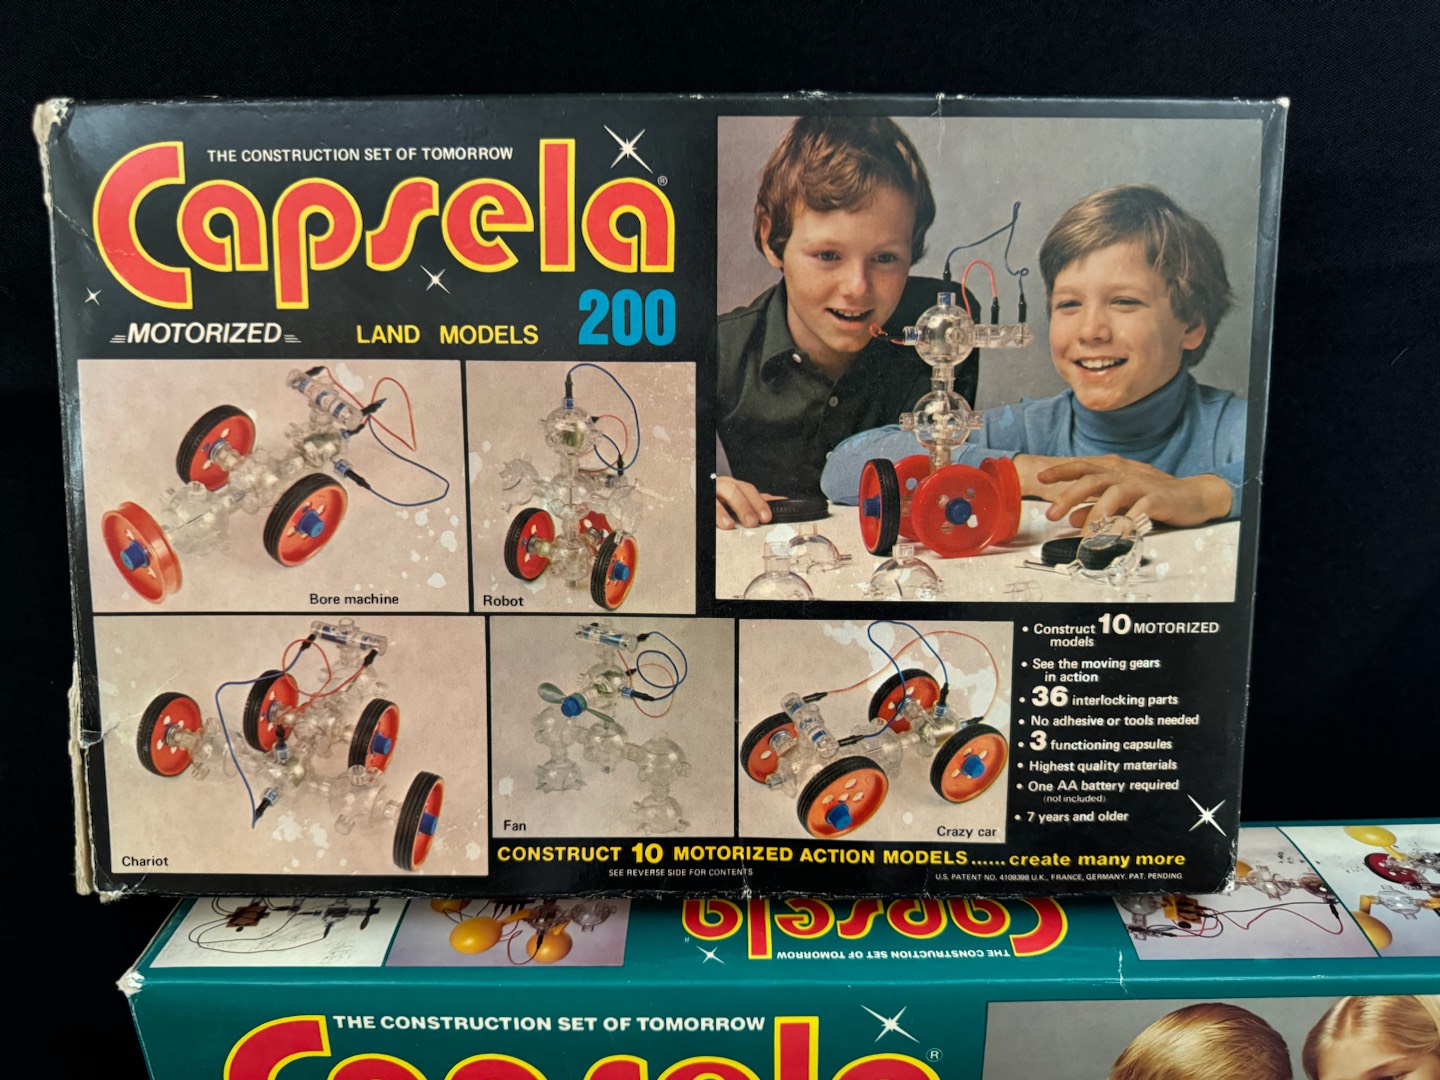 THE CONSTRUCTION SET OF TOMORROW
Capsela®
MOTORIZED
LAND MODELS
200
Bore machine
Robot
Chariot
Fan
Crazy car
• Construct 10 MOTORIZED
models
• See the moving gears
in action
• 36 interlocking parts
• No adhesive or tools needed
• 3 functioning capsules
• Highest quality materials
• One AA battery required
(not included)
• 7 years and older
CONSTRUCT 10 MOTORIZED ACTION MODELS...... create many more
SEE REVERSE SIDE FOR CONTENTS
U.S. PATENT NO. 4109398 U.K., FRANCE, GERMANY. PAT. PENDING
Capsela
THE CONSTRUCTION SET OF TOMORROW
THE CONSTRUCTION SET OF TOMORROW
Capsela®